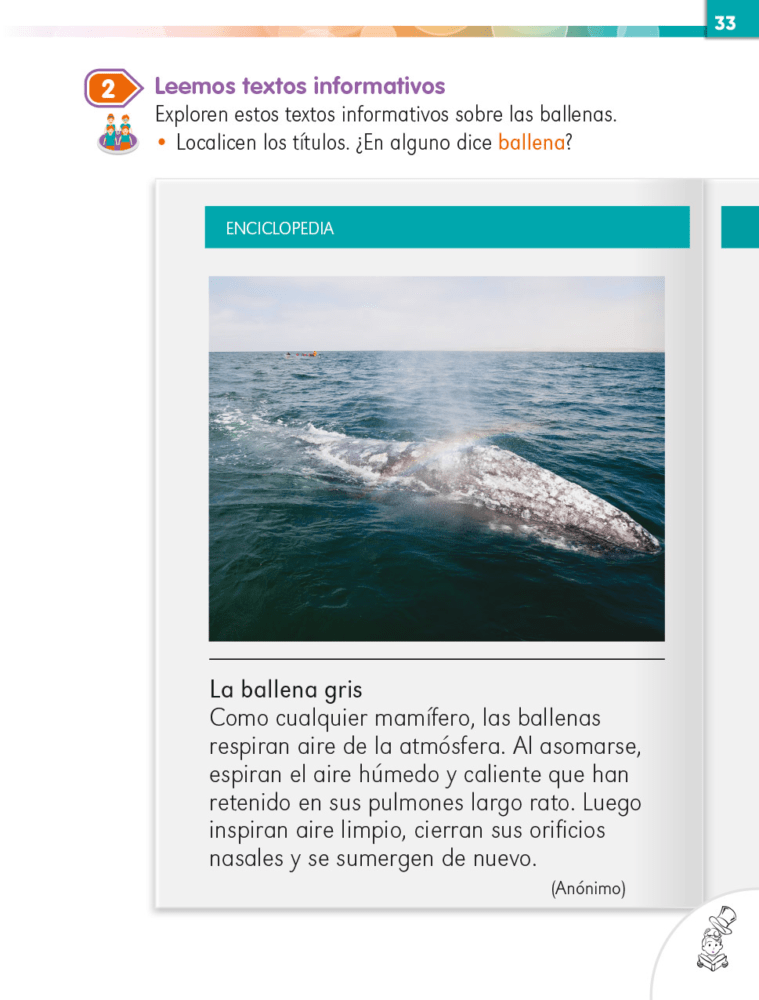 33
2
Leemos textos informativos
Exploren estos textos informativos sobre las ballenas.
• Localicen los títulos. ¿En alguno dice ballena?
ENCICLOPEDIA
La ballena gris
Como cualquier mamífero, las ballenas
respiran aire de la atmósfera. Al asomarse,
espiran el aire húmedo y caliente que han
retenido en sus pulmones largo rato. Luego
inspiran aire limpio, cierran sus orificios
nasales y se sumergen de nuevo.
(Anónimo)